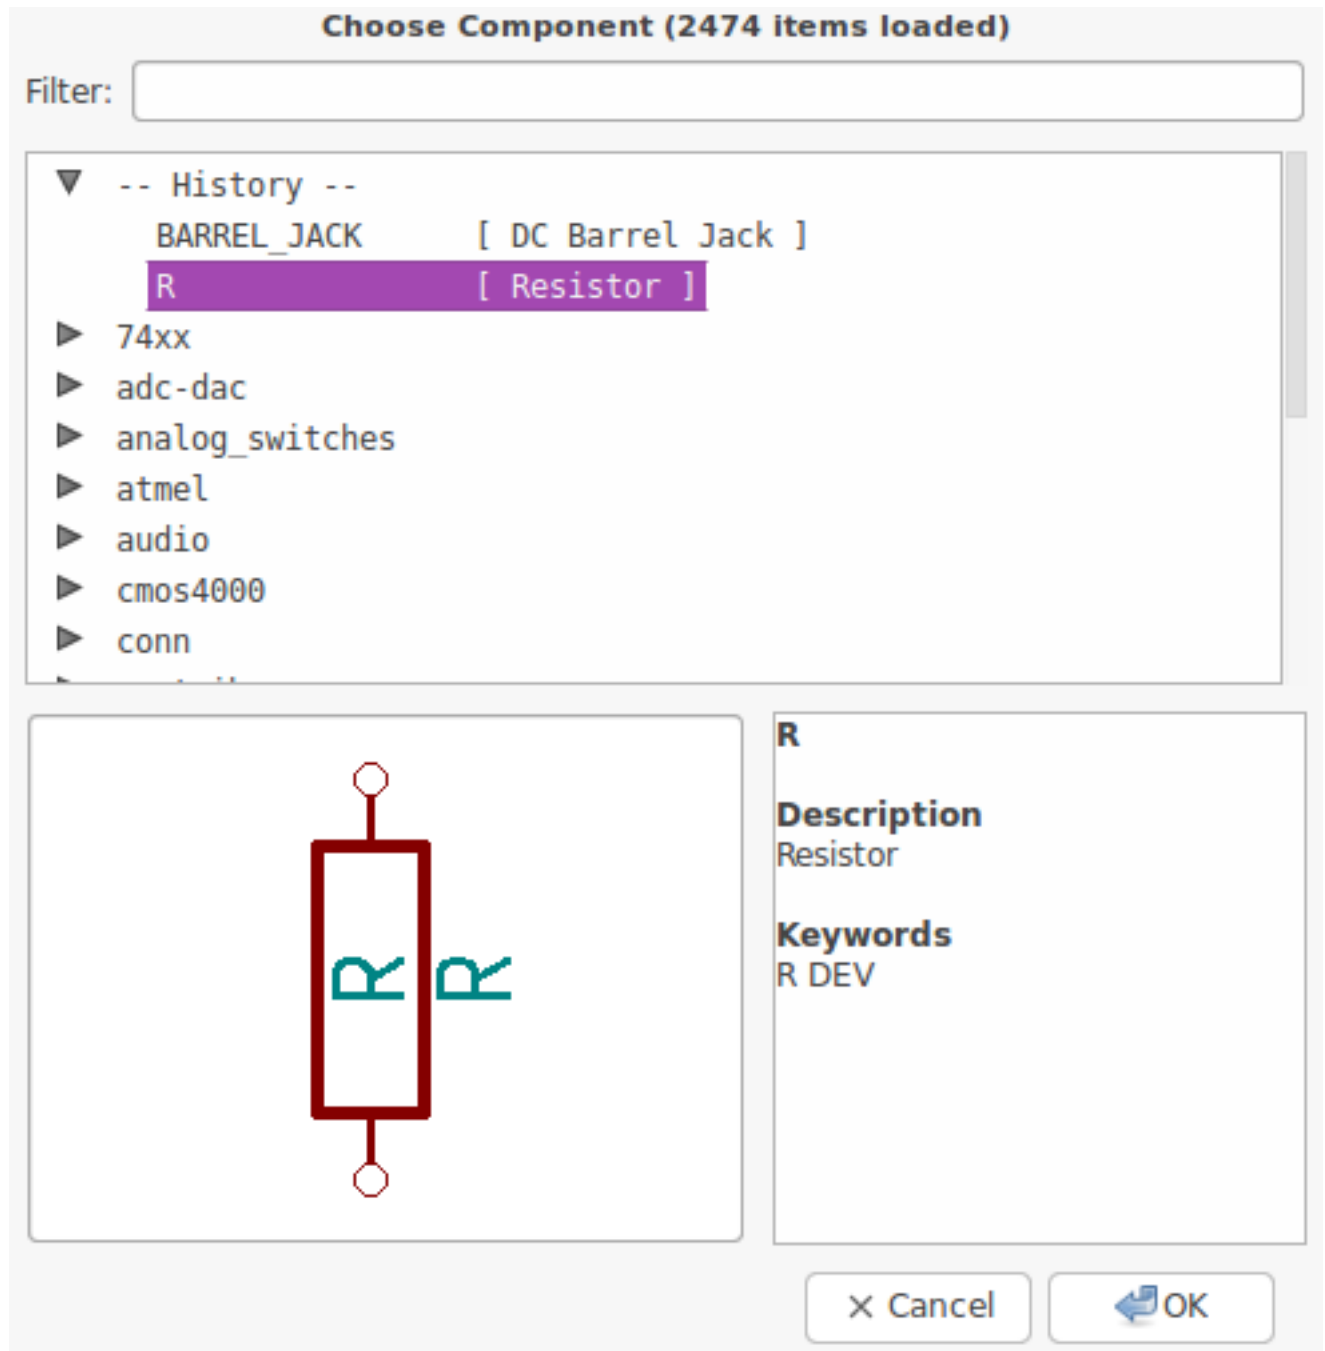 Choose Component (2474 items loaded)
Filter:
-- History --
BARREL_JACK [ DC Barrel Jack ]
R [ Resistor ]
74xx
adc-dac
analog_switches
atmel
audio
cmos4000
conn
R R
R
Description
Resistor
Keywords
R DEV
Cancel
OK